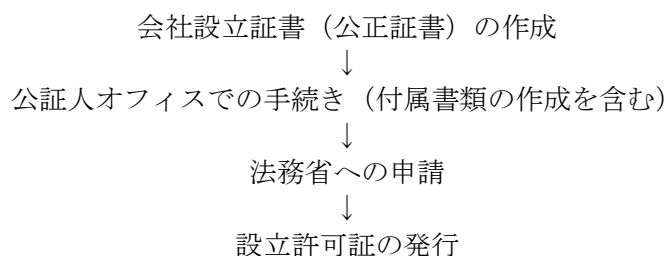 会社設立証書（公正証書）の作成
↓
公証人オフィスでの手続き（付属書類の作成を含む）
↓
法務省への申請
↓
設立許可証の発行